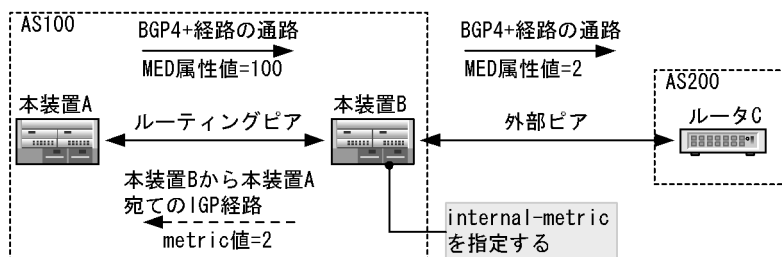 AS100
BGP4+経路の通路
MED属性値=100
BGP4+経路の通路
MED属性値=2
AS200
本装置A
ルーティングピア
本装置B
外部ピア
ルータC
本装置Bから本装置A
宛てのIGP経路
metric値=2
internal-metric
を指定する